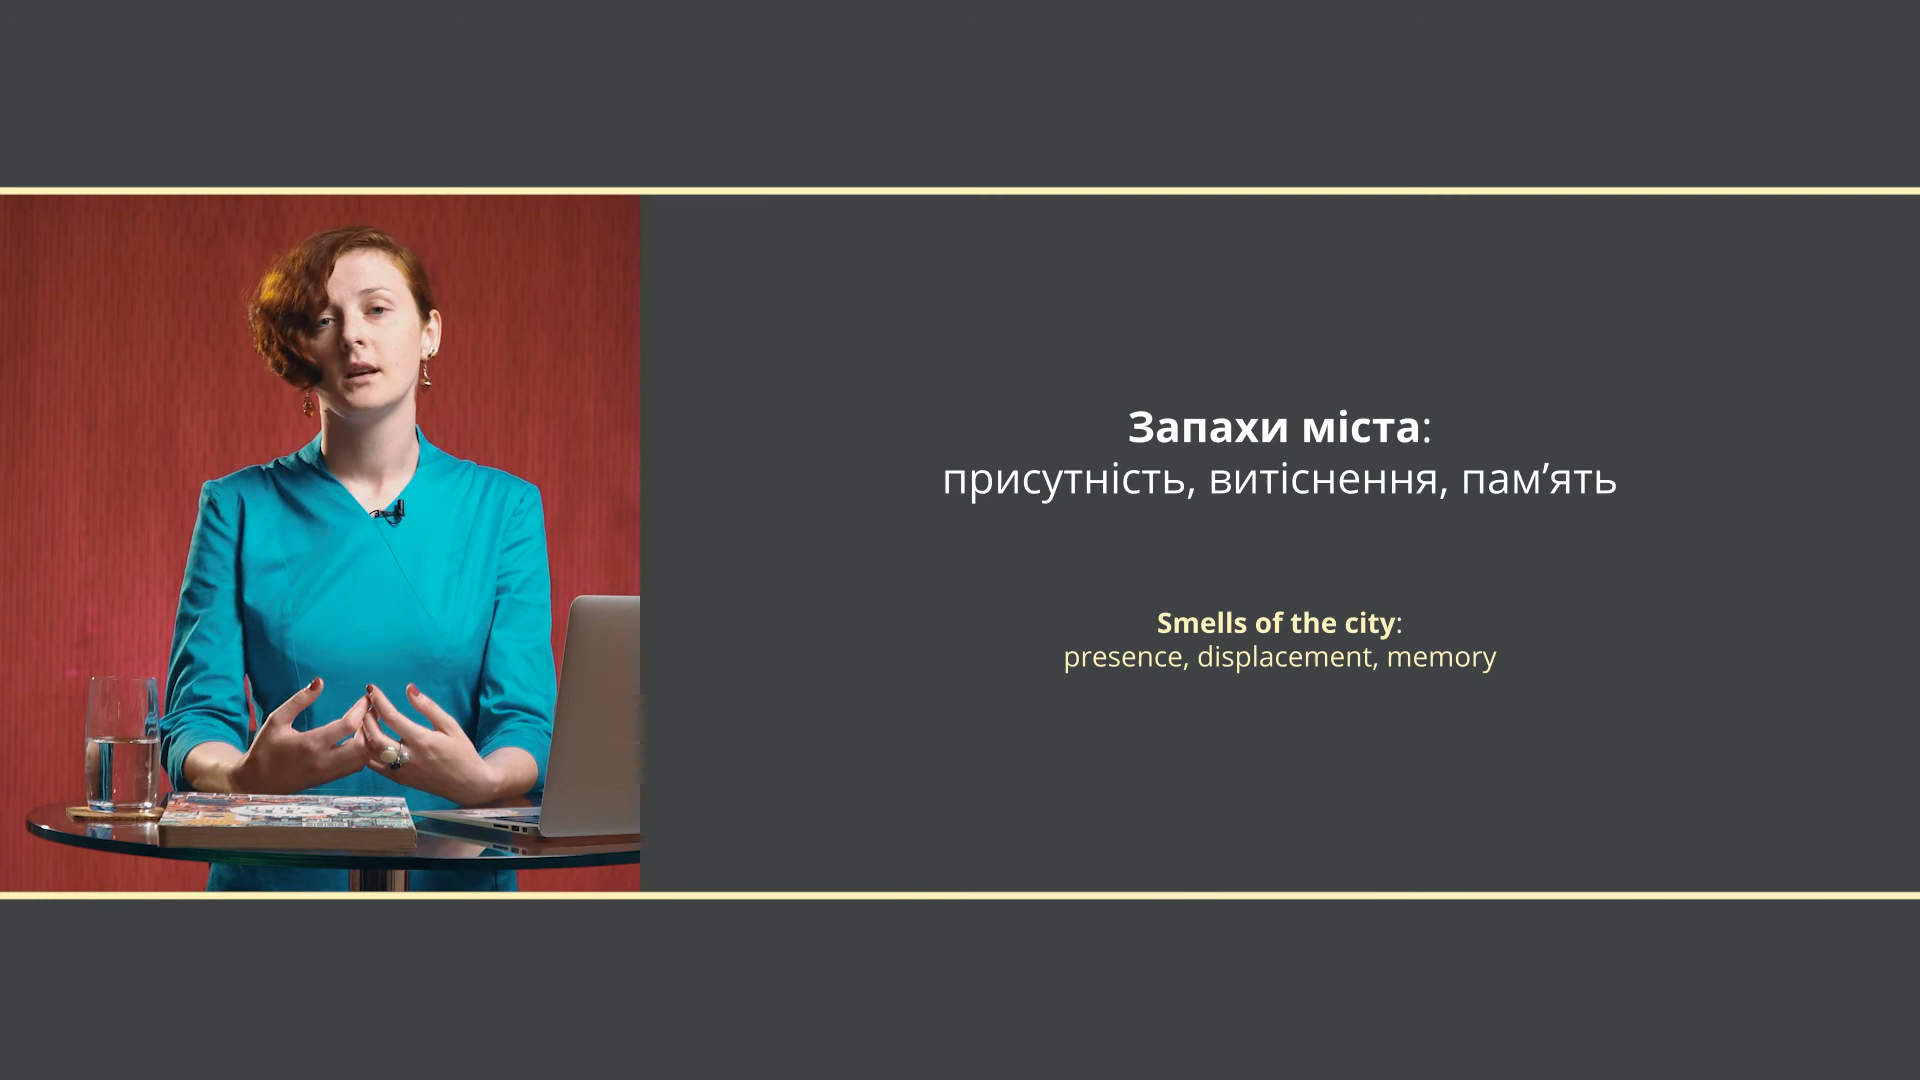 Запахи міста:
присутність, витіснення, пам’ять
Smells of the city:
presence, displacement, memory